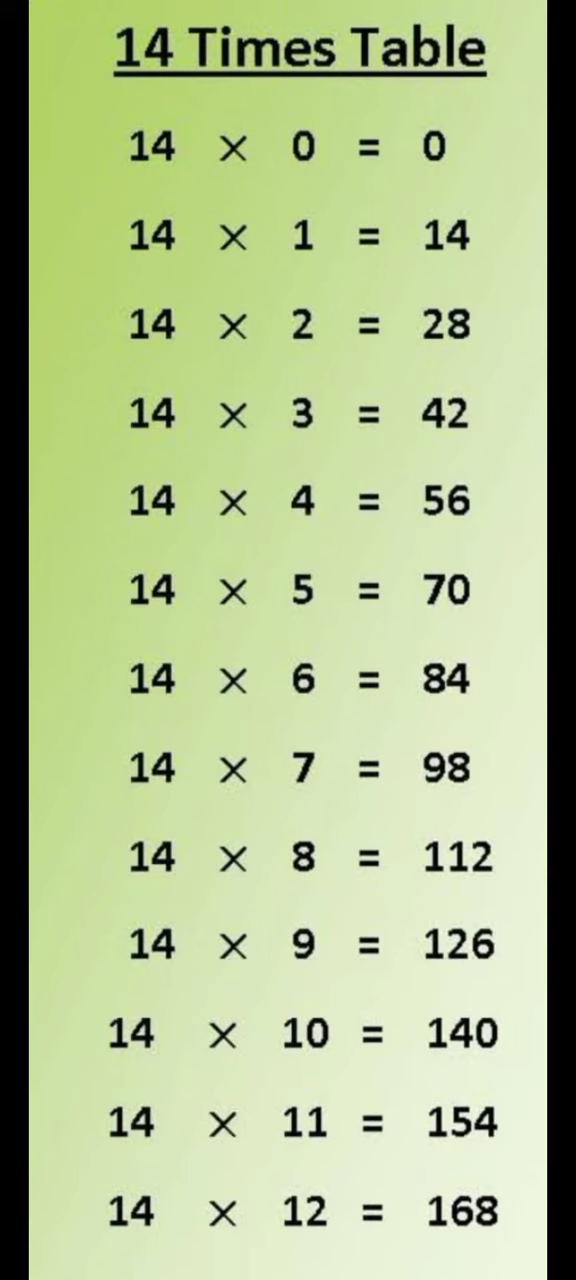 14 Times Table
14 × 0 = 0
14 × 1 = 14
14 × 2 = 28
14 × 3 = 42
14 × 4 = 56
14 × 5 = 70
14 × 6 = 84
14 × 7 = 98
14 × 8 = 112
14 × 9 = 126
14 × 10 = 140
14 × 11 = 154
14 × 12 = 168